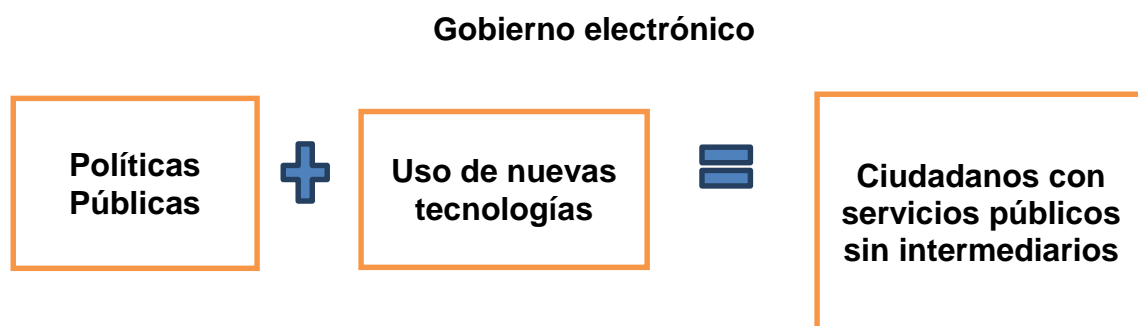 Gobierno electrónico
Políticas
Públicas
Uso de nuevas
tecnologías
Ciudadanos con
servicios públicos
sin intermediarios